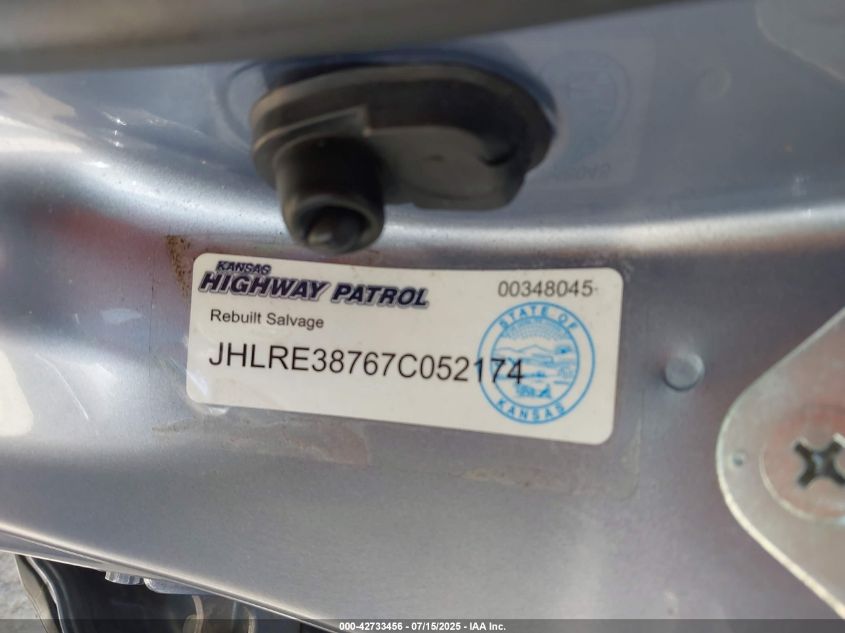 KANSAS
HIGHWAY PATROL
00348045
Rebuilt Salvage
JHLRE38767C052174
STATE OF
KANSAS
000-42733456 - 07/15/2025 - IAA Inc.